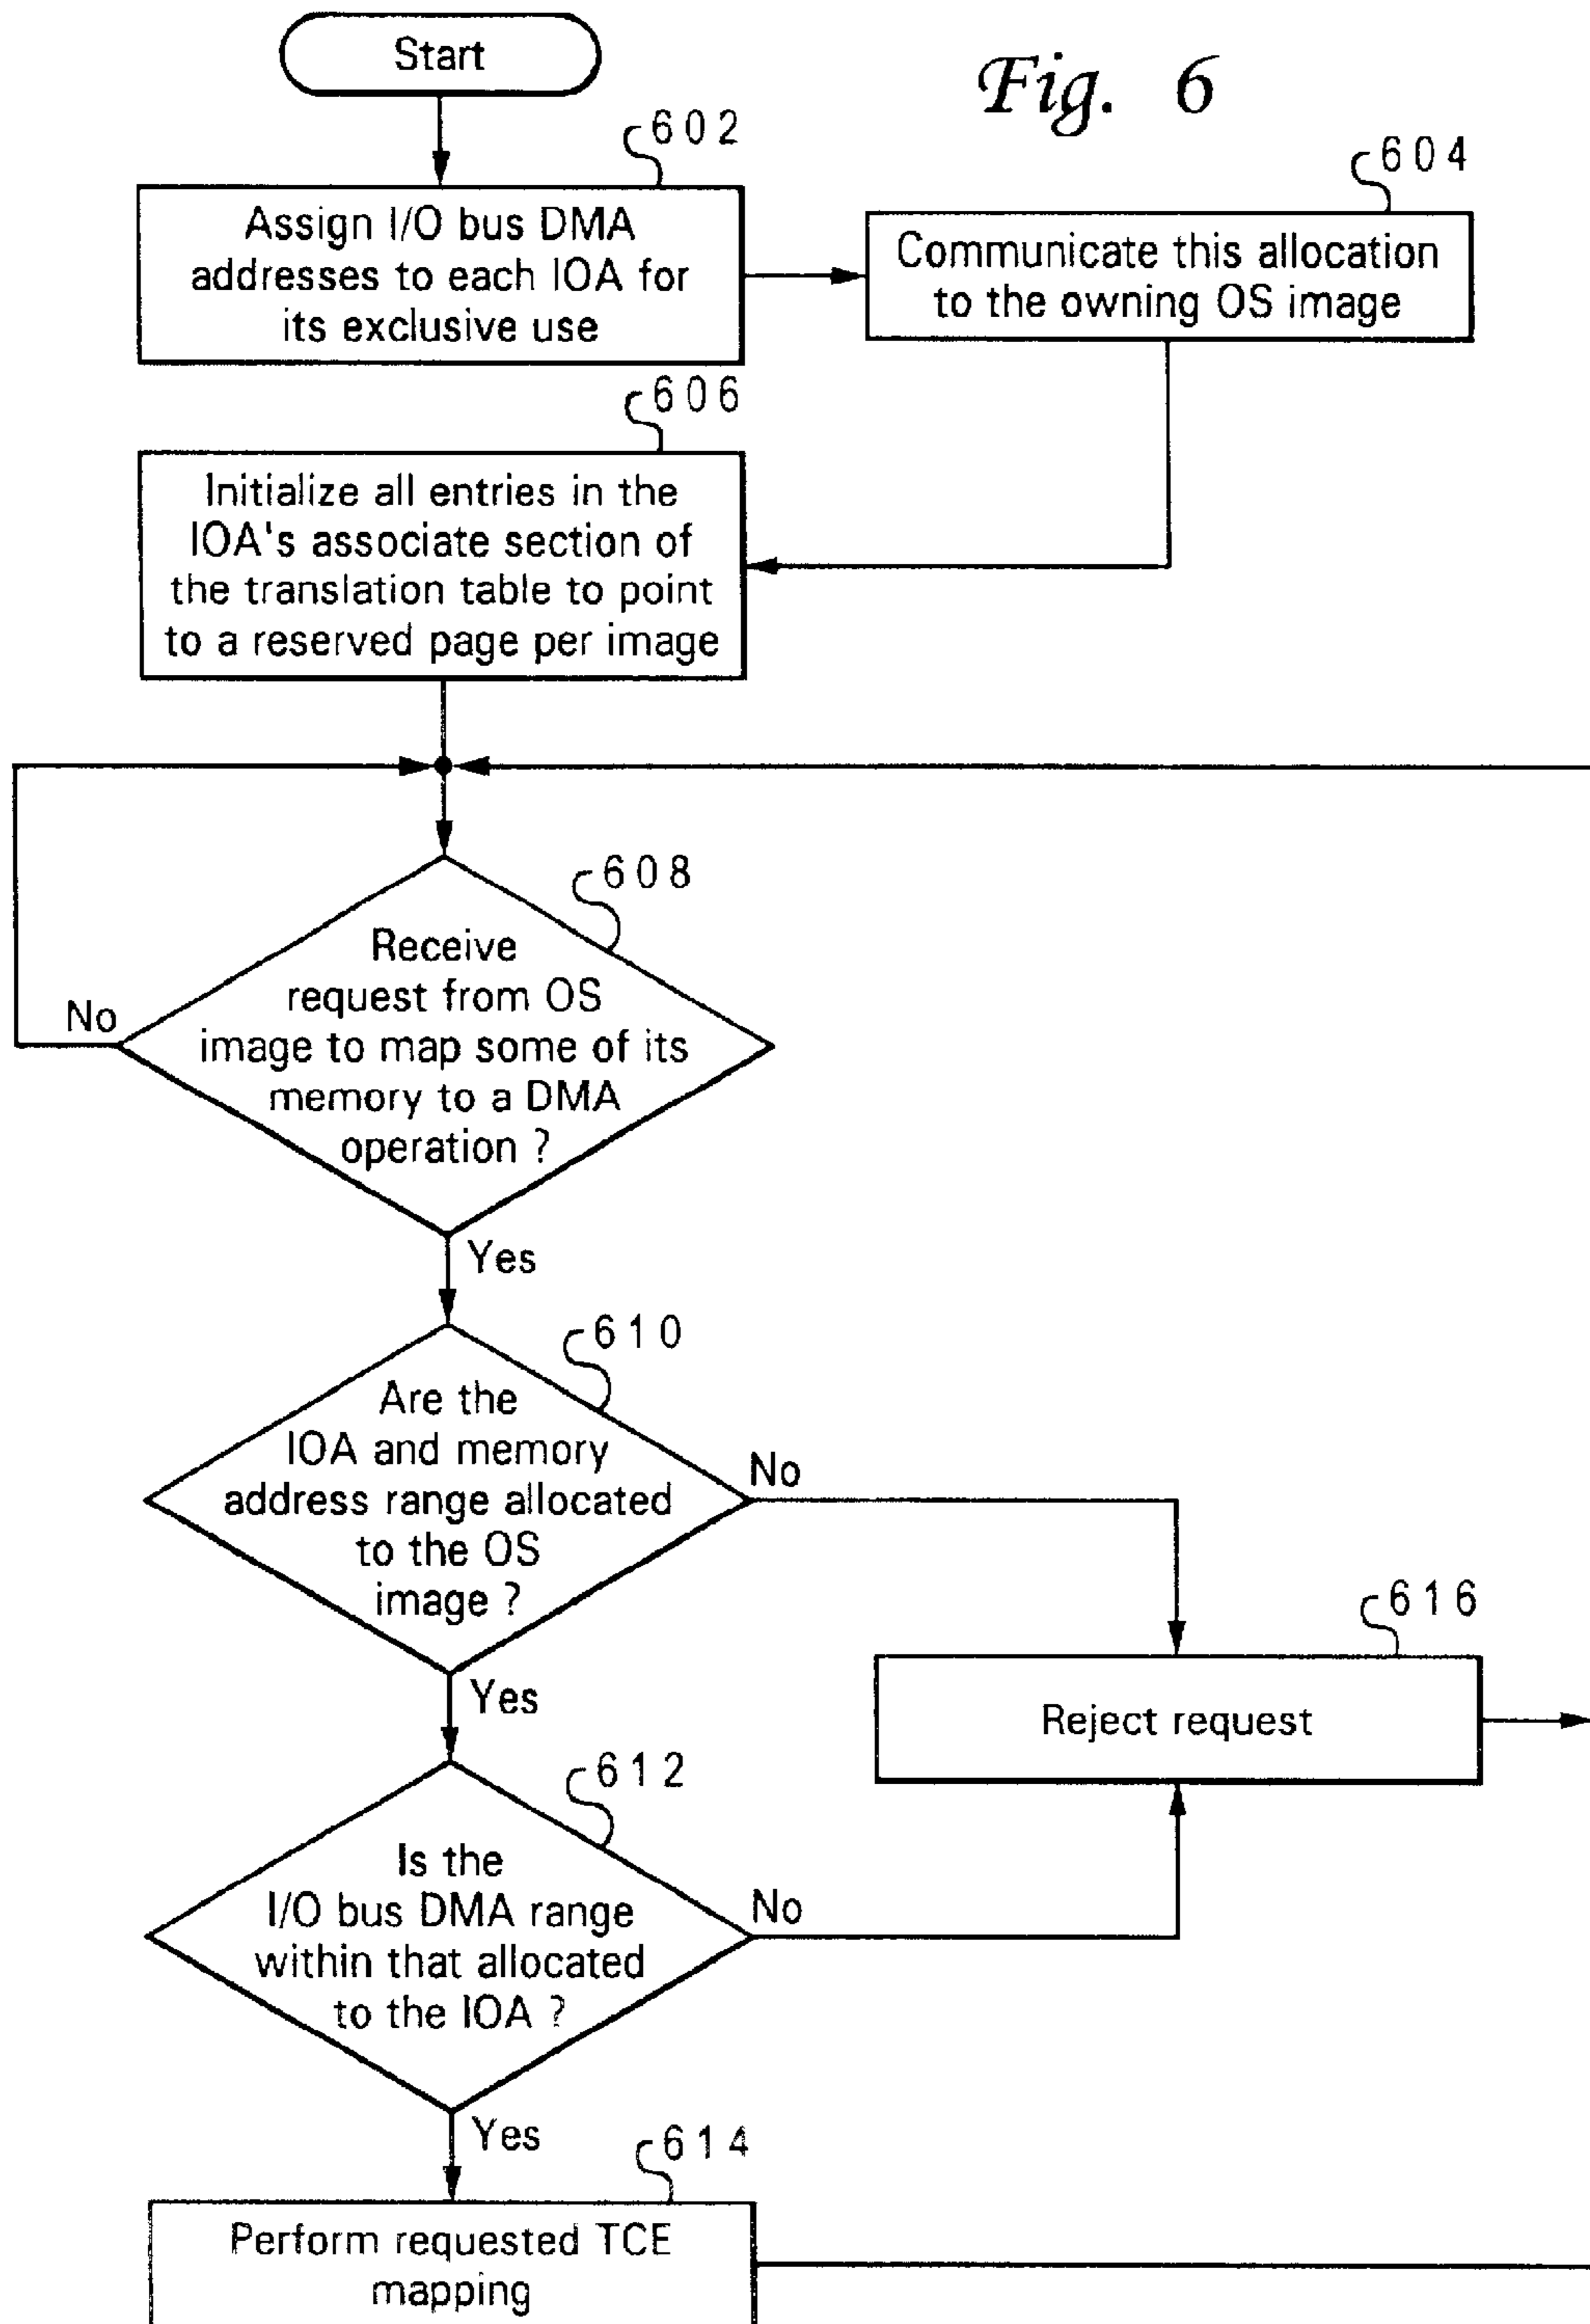 Start
Fig. 6
602
Assign I/O bus DMA
addresses to each IOA for
its exclusive use
604
Communicate this allocation
to the owning OS image
606
Initialize all entries in the
IOA's associate section of
the translation table to point
to a reserved page per image
608
Receive
request from OS
image to map some of its
memory to a DMA
operation ?
No
Yes
610
Are the
IOA and memory
address range allocated
to the OS
image ?
No
Yes
616
Reject request
612
Is the
I/O bus DMA range
within that allocated
to the IOA ?
No
Yes
614
Perform requested TCE
mapping